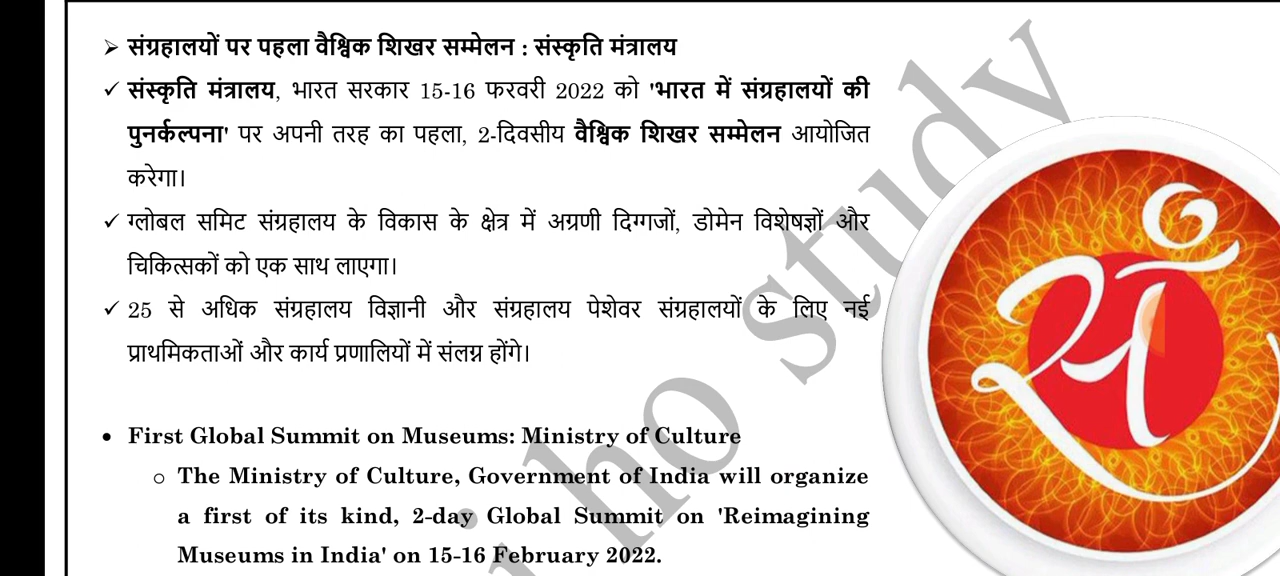 ➢ संग्रहालयों पर पहला वैश्विक शिखर सम्मेलन : संस्कृति मंत्रालय
✓ संस्कृति मंत्रालय, भारत सरकार 15-16 फरवरी 2022 को 'भारत में संग्रहालयों की
पुनर्कल्पना' पर अपनी तरह का पहला, 2-दिवसीय वैश्विक शिखर सम्मेलन आयोजित
करेगा।
✓ ग्लोबल समिट संग्रहालय के विकास के क्षेत्र में अग्रणी दिग्गजों, डोमेन विशेषज्ञों और
चिकित्सकों को एक साथ लाएगा।
✓ 25 से अधिक संग्रहालय विज्ञानी और संग्रहालय पेशेवर संग्रहालयों के लिए नई
प्राथमिकताओं और कार्य प्रणालियों में संलग्न होंगे।
• First Global Summit on Museums: Ministry of Culture
o The Ministry of Culture, Government of India will organize
a first of its kind, 2-day Global Summit on 'Reimagining
Museums in India' on 15-16 February 2022.
ho study
सं